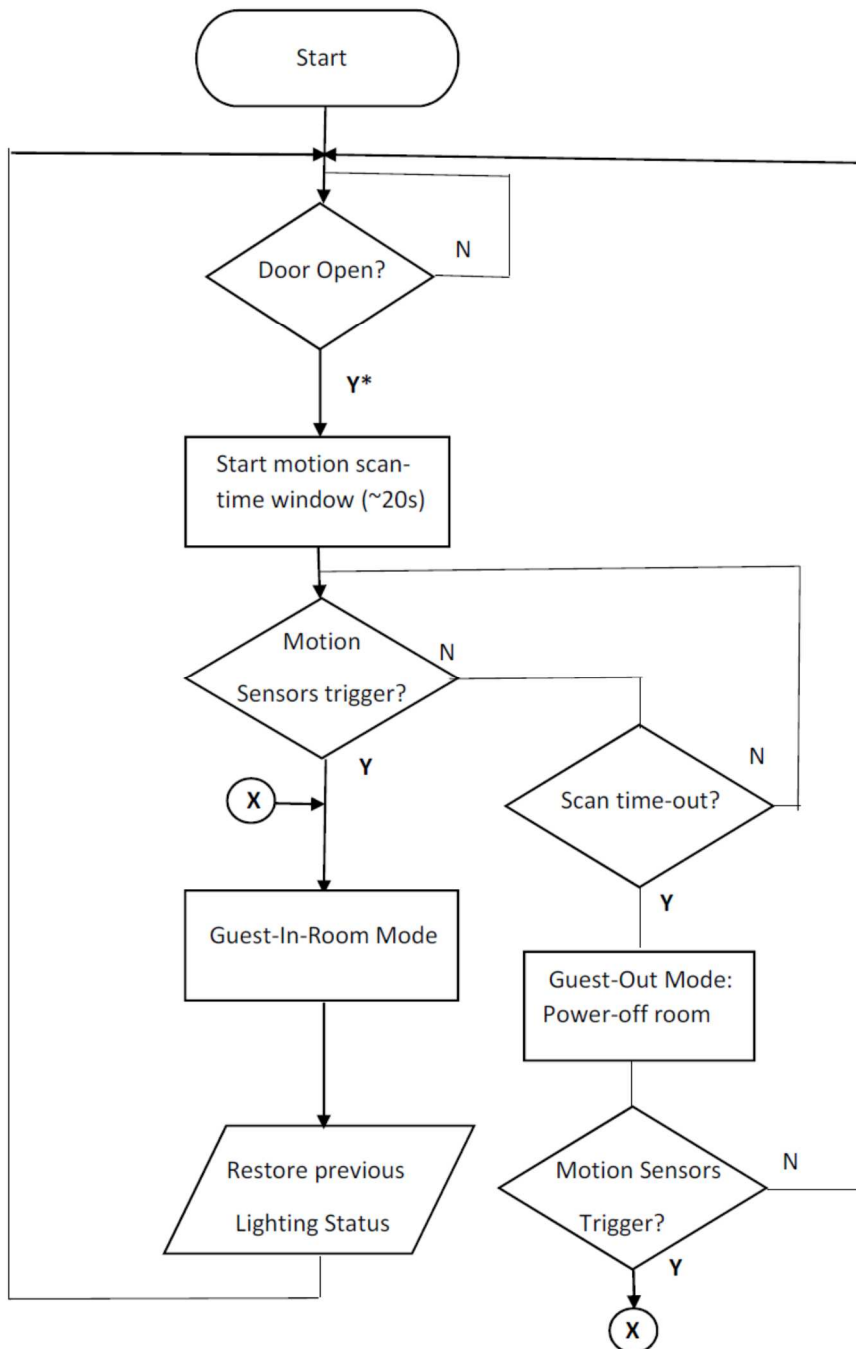 Start
Door Open?
N
Y*
Start motion scan-
time window (~20s)
Motion
Sensors trigger?
N
Y
X
Scan time-out?
N
Y
Guest-In-Room Mode
Guest-Out Mode:
Power-off room
Restore previous
Lighting Status
Motion Sensors
Trigger?
N
Y
X